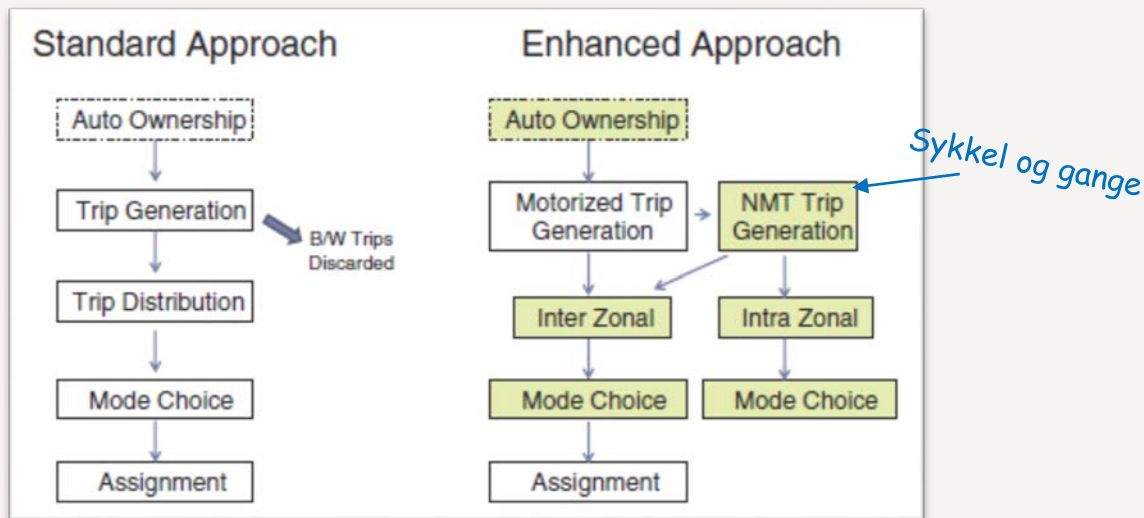 Standard Approach
Auto Ownership
Trip Generation
B/W Trips
Discarded
Trip Distribution
Mode Choice
Assignment
Enhanced Approach
Auto Ownership
Sykkel og gange
Motorized Trip
Generation
NMT Trip
Generation
Inter Zonal
Intra Zonal
Mode Choice
Mode Choice
Assignment